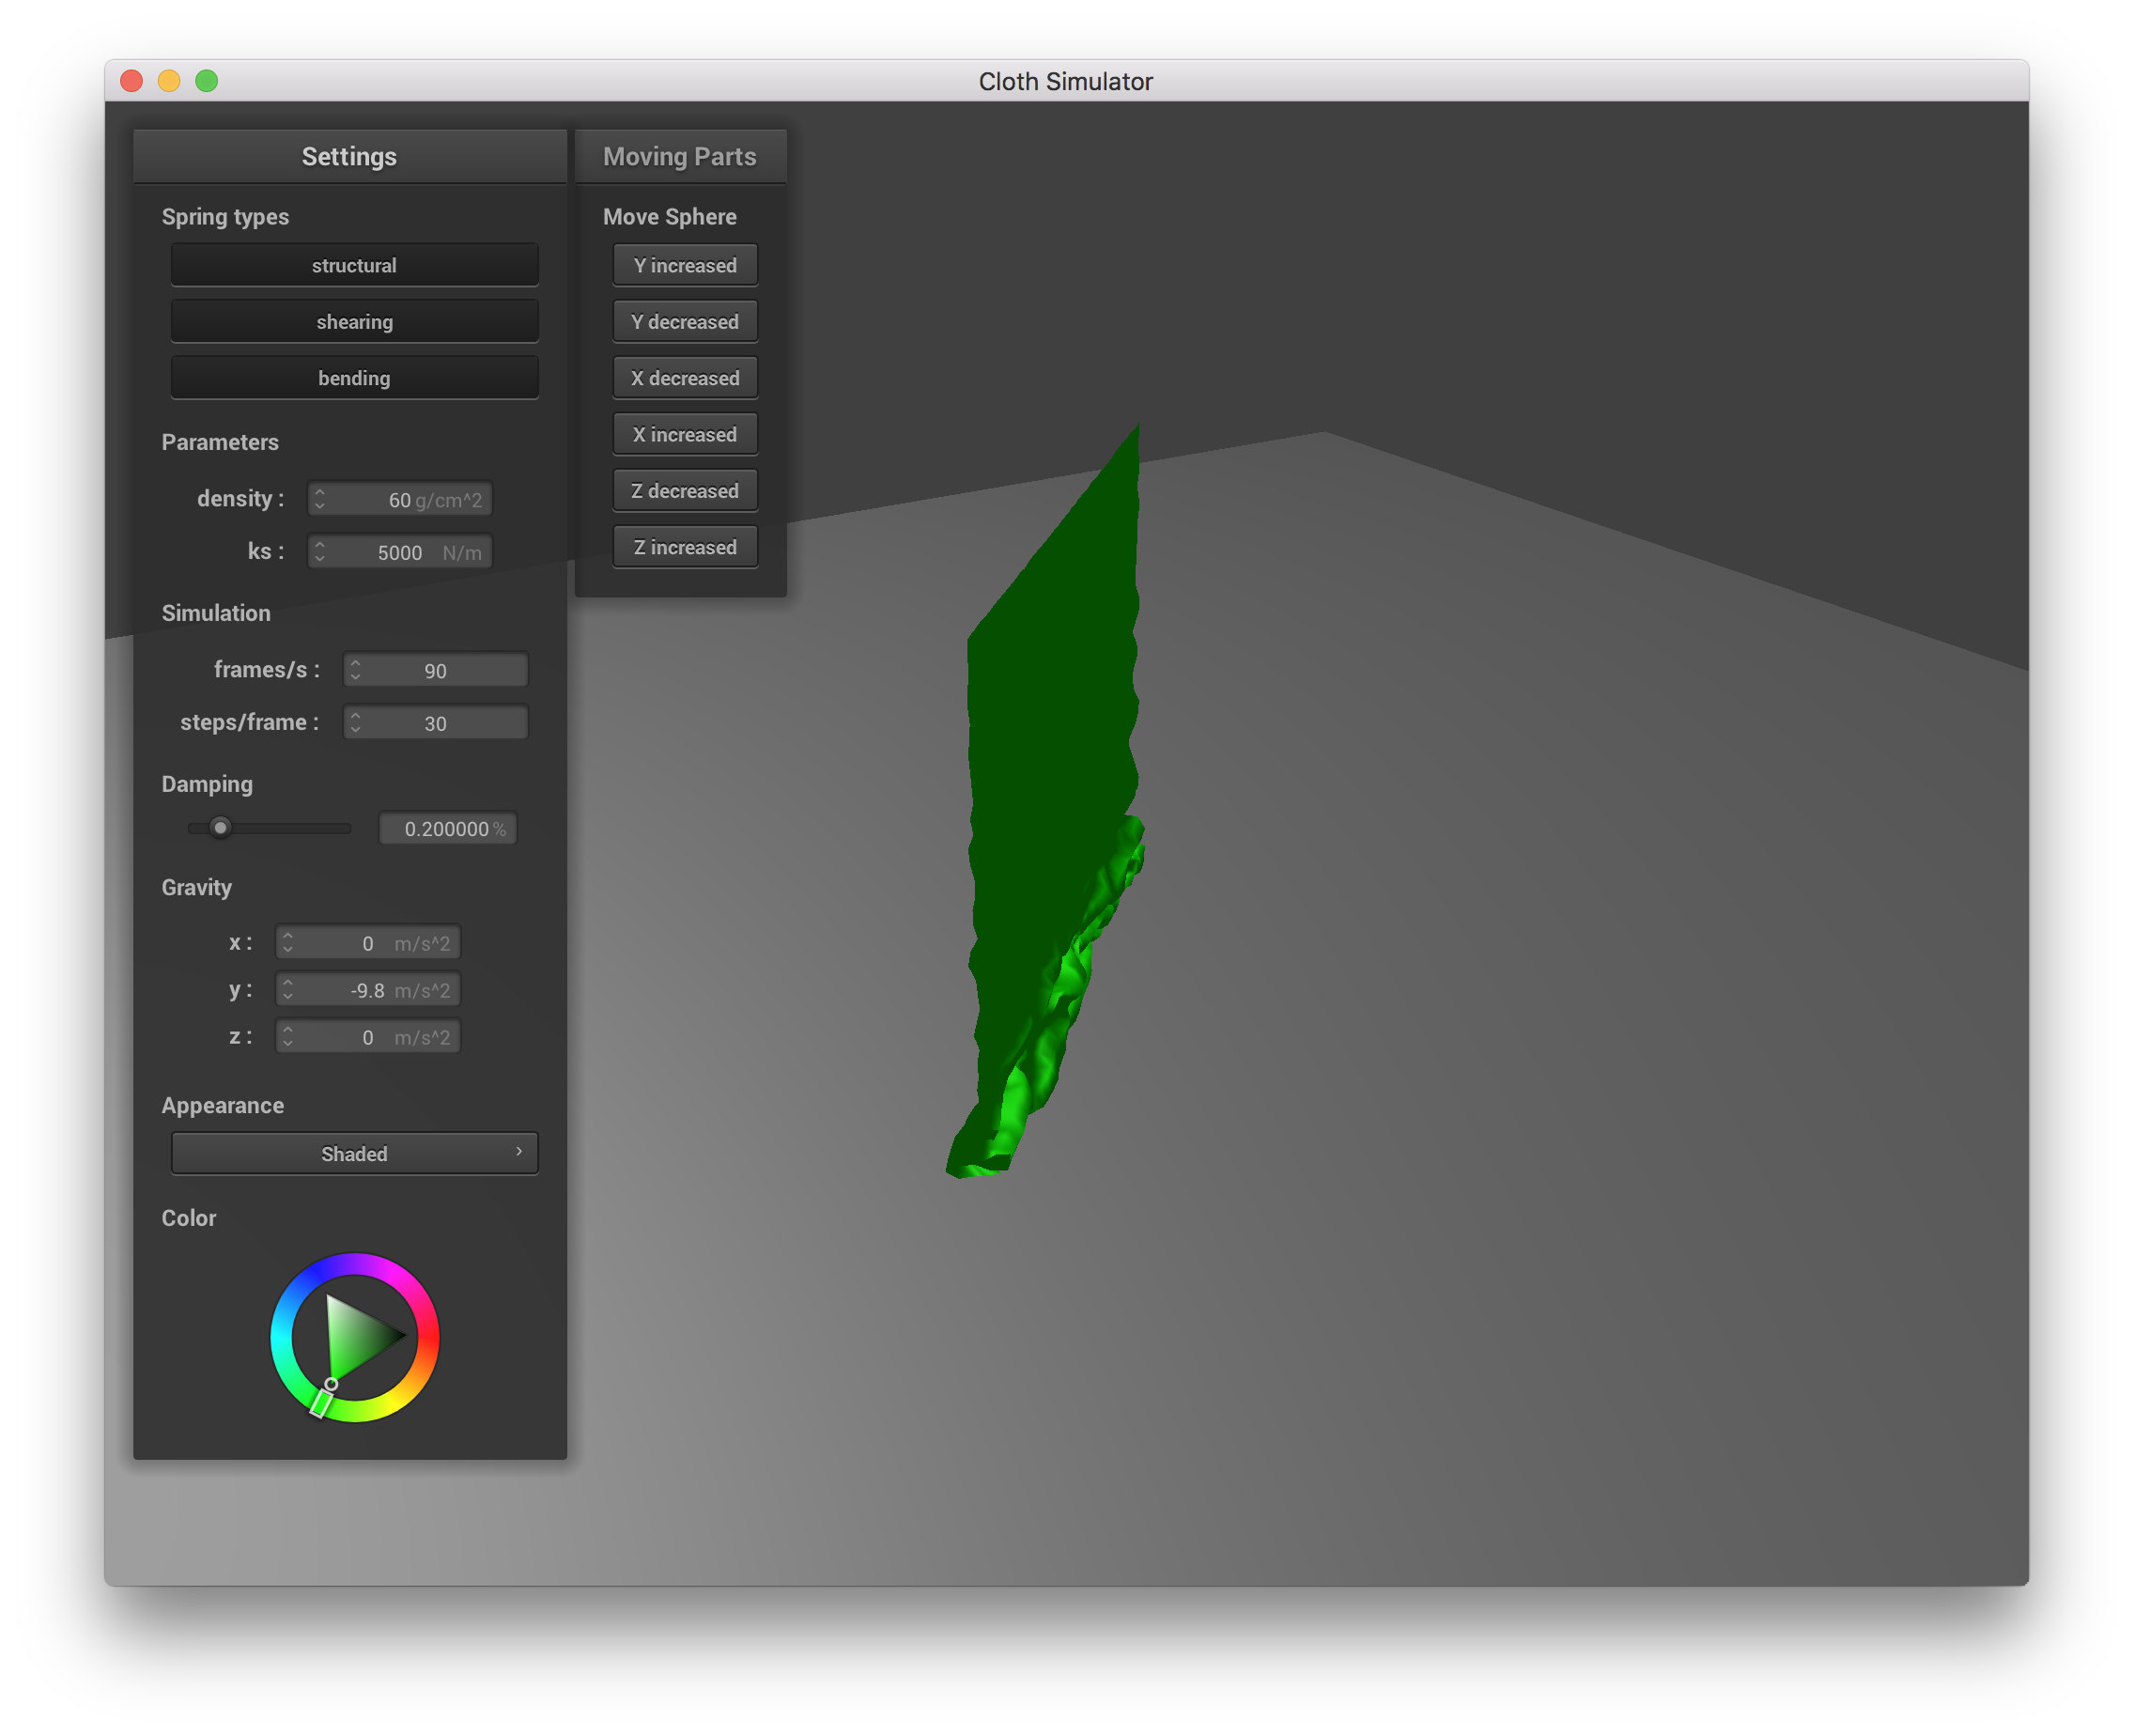 Cloth Simulator
Settings
Spring types
structural
shearing
bending
Parameters
density : 60 g/cm^2
ks : 5000 N/m
Simulation
frames/s : 90
steps/frame : 30
Damping
0.200000 %
Gravity
x : 0 m/s^2
y : -9.8 m/s^2
z : 0 m/s^2
Appearance
Shaded
Color
Moving Parts
Move Sphere
Y increased
Y decreased
X decreased
X increased
Z decreased
Z increased